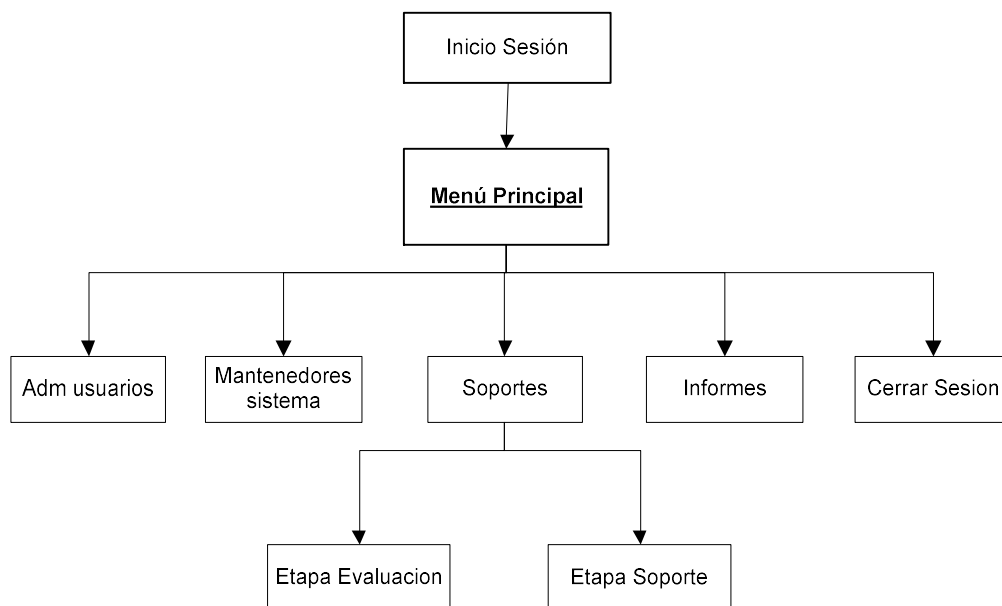 Inicio Sesión
Menú Principal
Adm usuarios
Mantenedores
sistema
Soportes
Informes
Cerrar Sesion
Etapa Evaluacion
Etapa Soporte